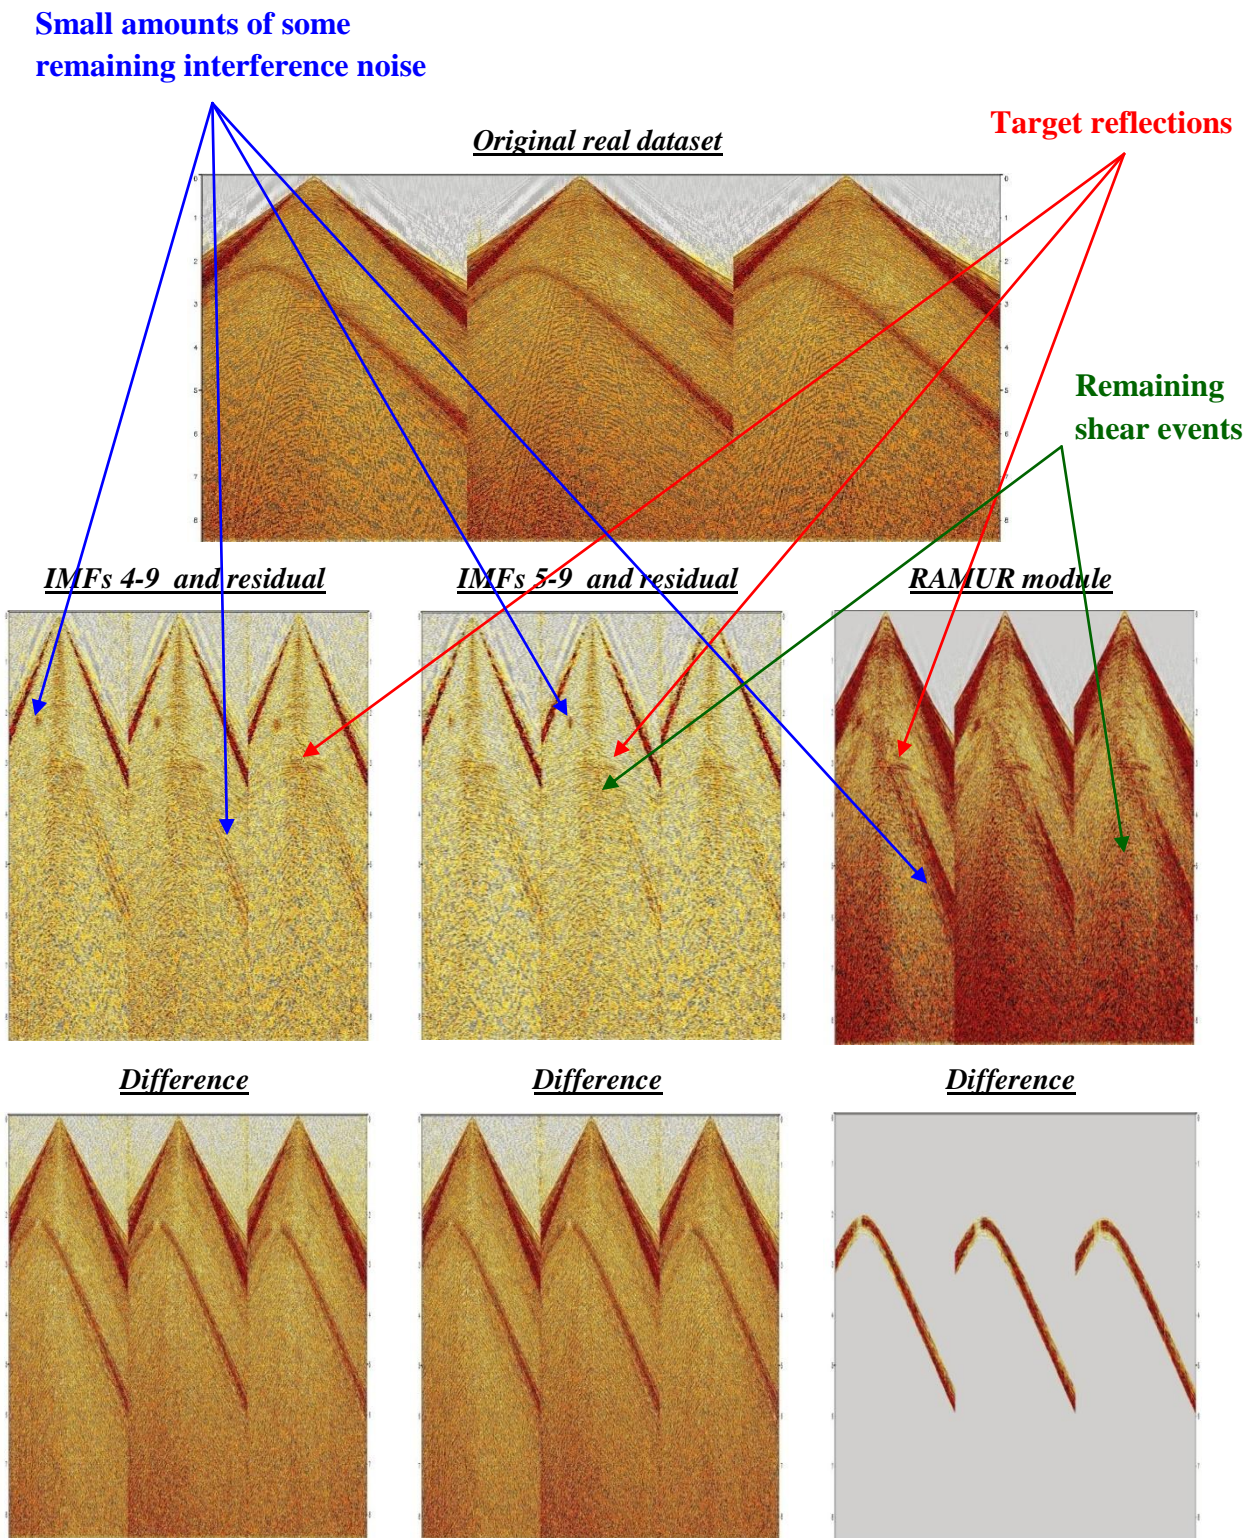 Small amounts of some
remaining interference noise
Target reflections
Original real dataset
Remaining
shear events
IMFs 4-9 and residual
IMFs 5-9 and residual
RAMUR module
Difference
Difference
Difference